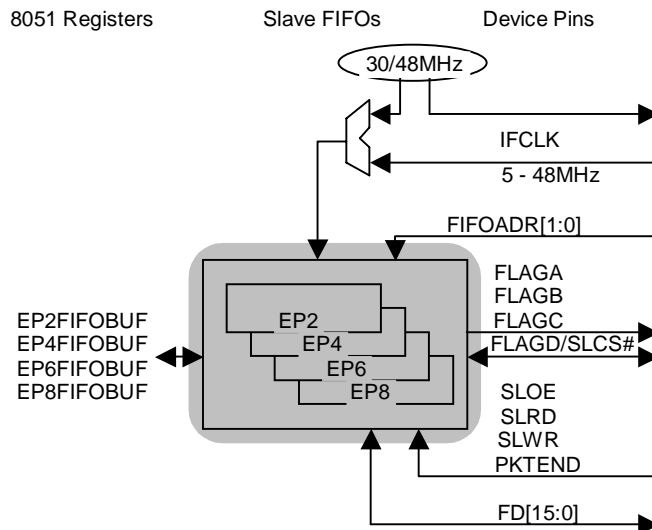 8051 Registers
Slave FIFOs
Device Pins
30/48MHz
IFCLK
5 - 48MHz
FIFOADR[1:0]
FLAGA
FLAGB
FLAGC
FLAGD/SLCS#
EP2FIFOBUF
EP4FIFOBUF
EP6FIFOBUF
EP8FIFOBUF
EP2
EP4
EP6
EP8
SLOE
SLRD
SLWR
PKTEND
FD[15:0]